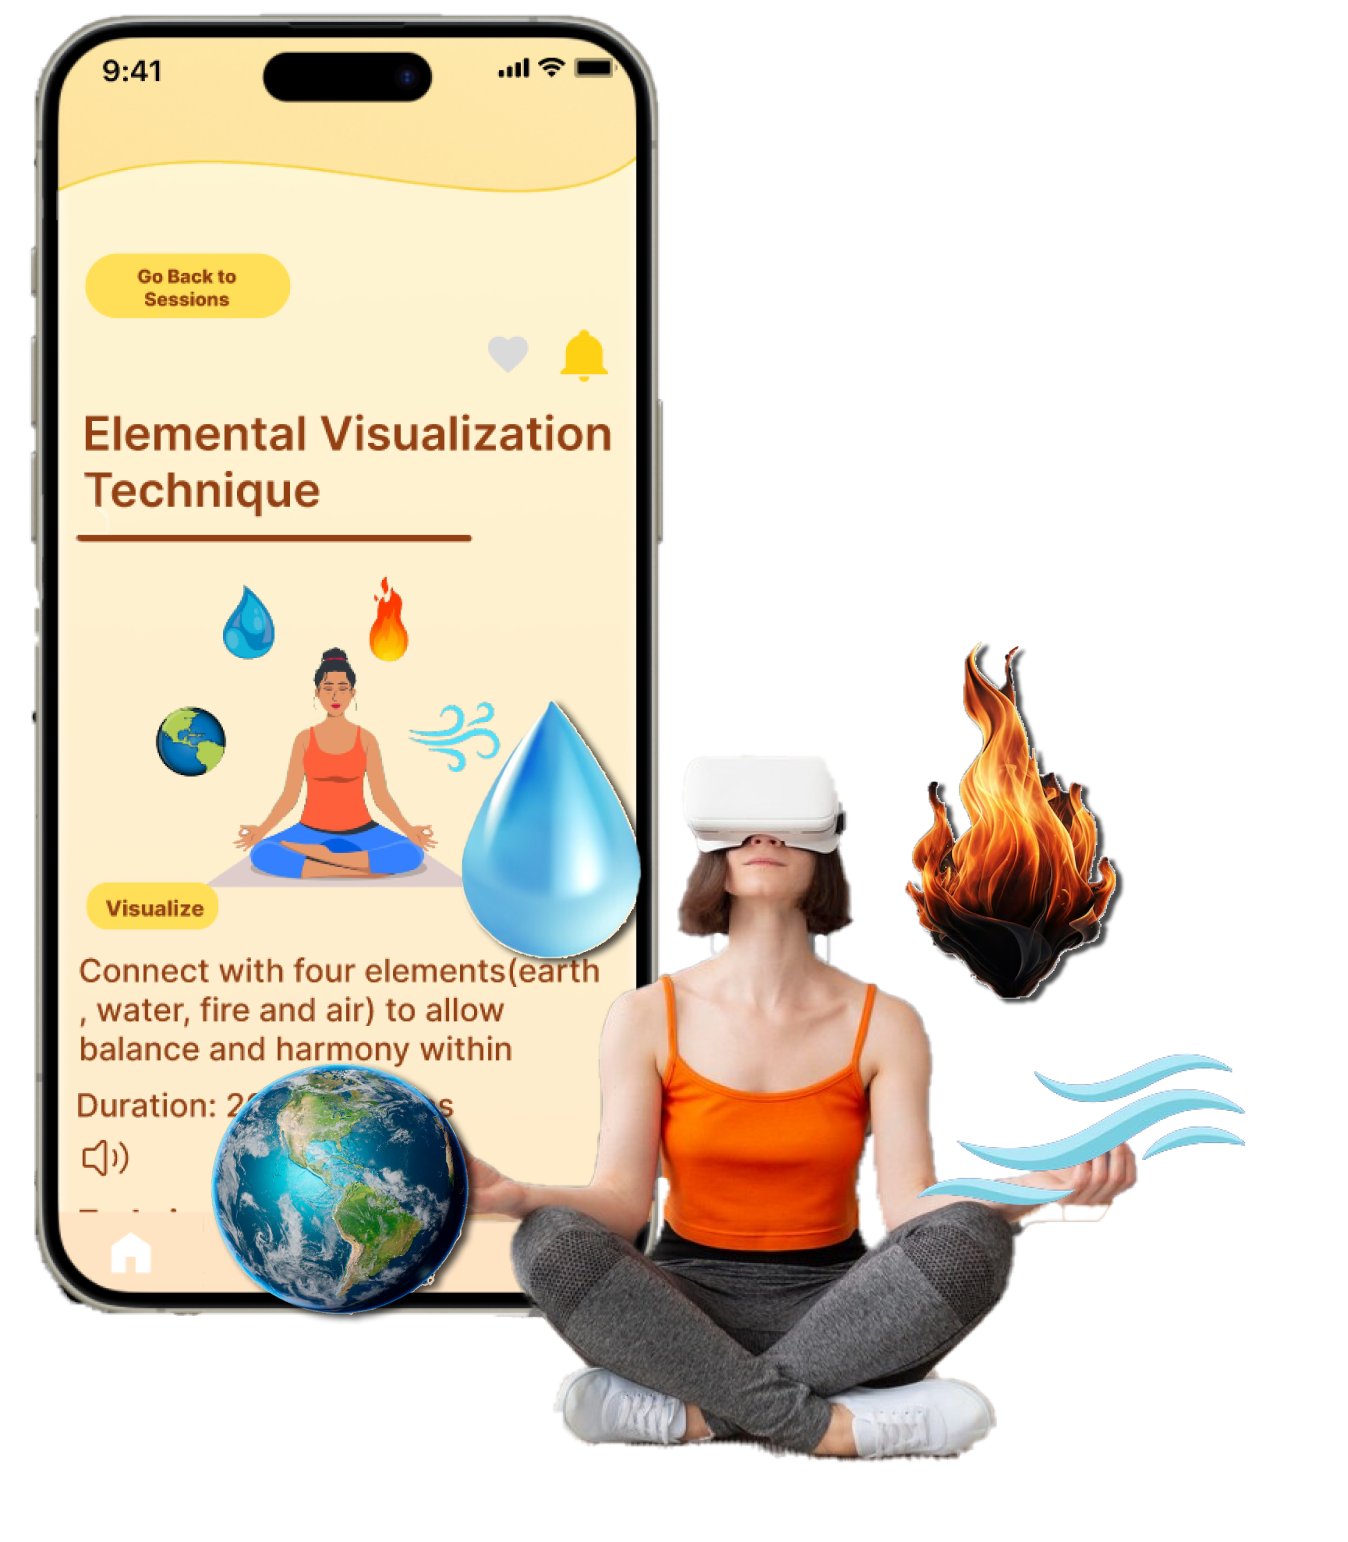 9:41
Go Back to
Sessions
Elemental Visualization
Technique
Visualize
Connect with four elements(earth
, water, fire and air) to allow
balance and harmony within
Duration: